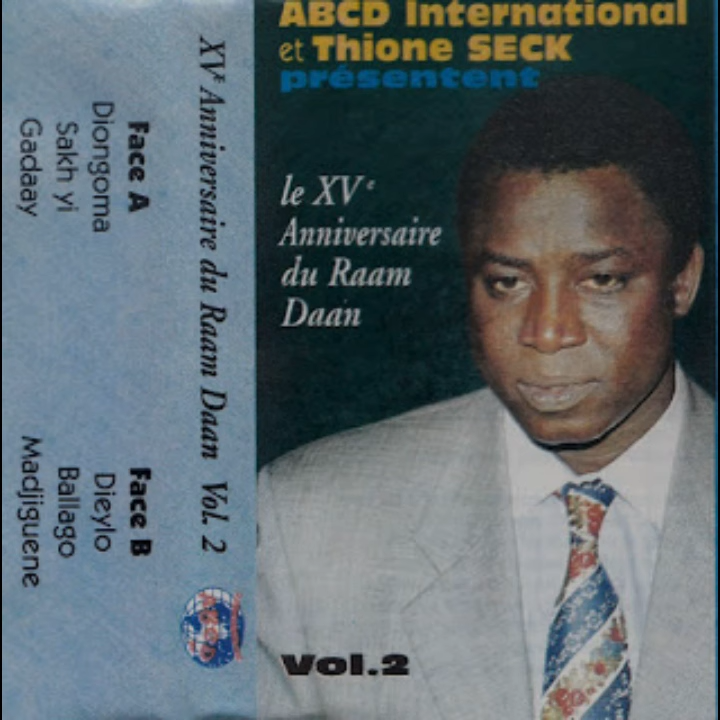 ABCD International
et Thione SECK
présentent
le XVe
Anniversaire
du Raam
Daan
Vol.2
XVe Anniversaire du Raam Daan Vol. 2
Face A
Diongoma
Sakh yi
Gadaay
Face B
Dieylo
Ballago
Madjiguene
ABCD